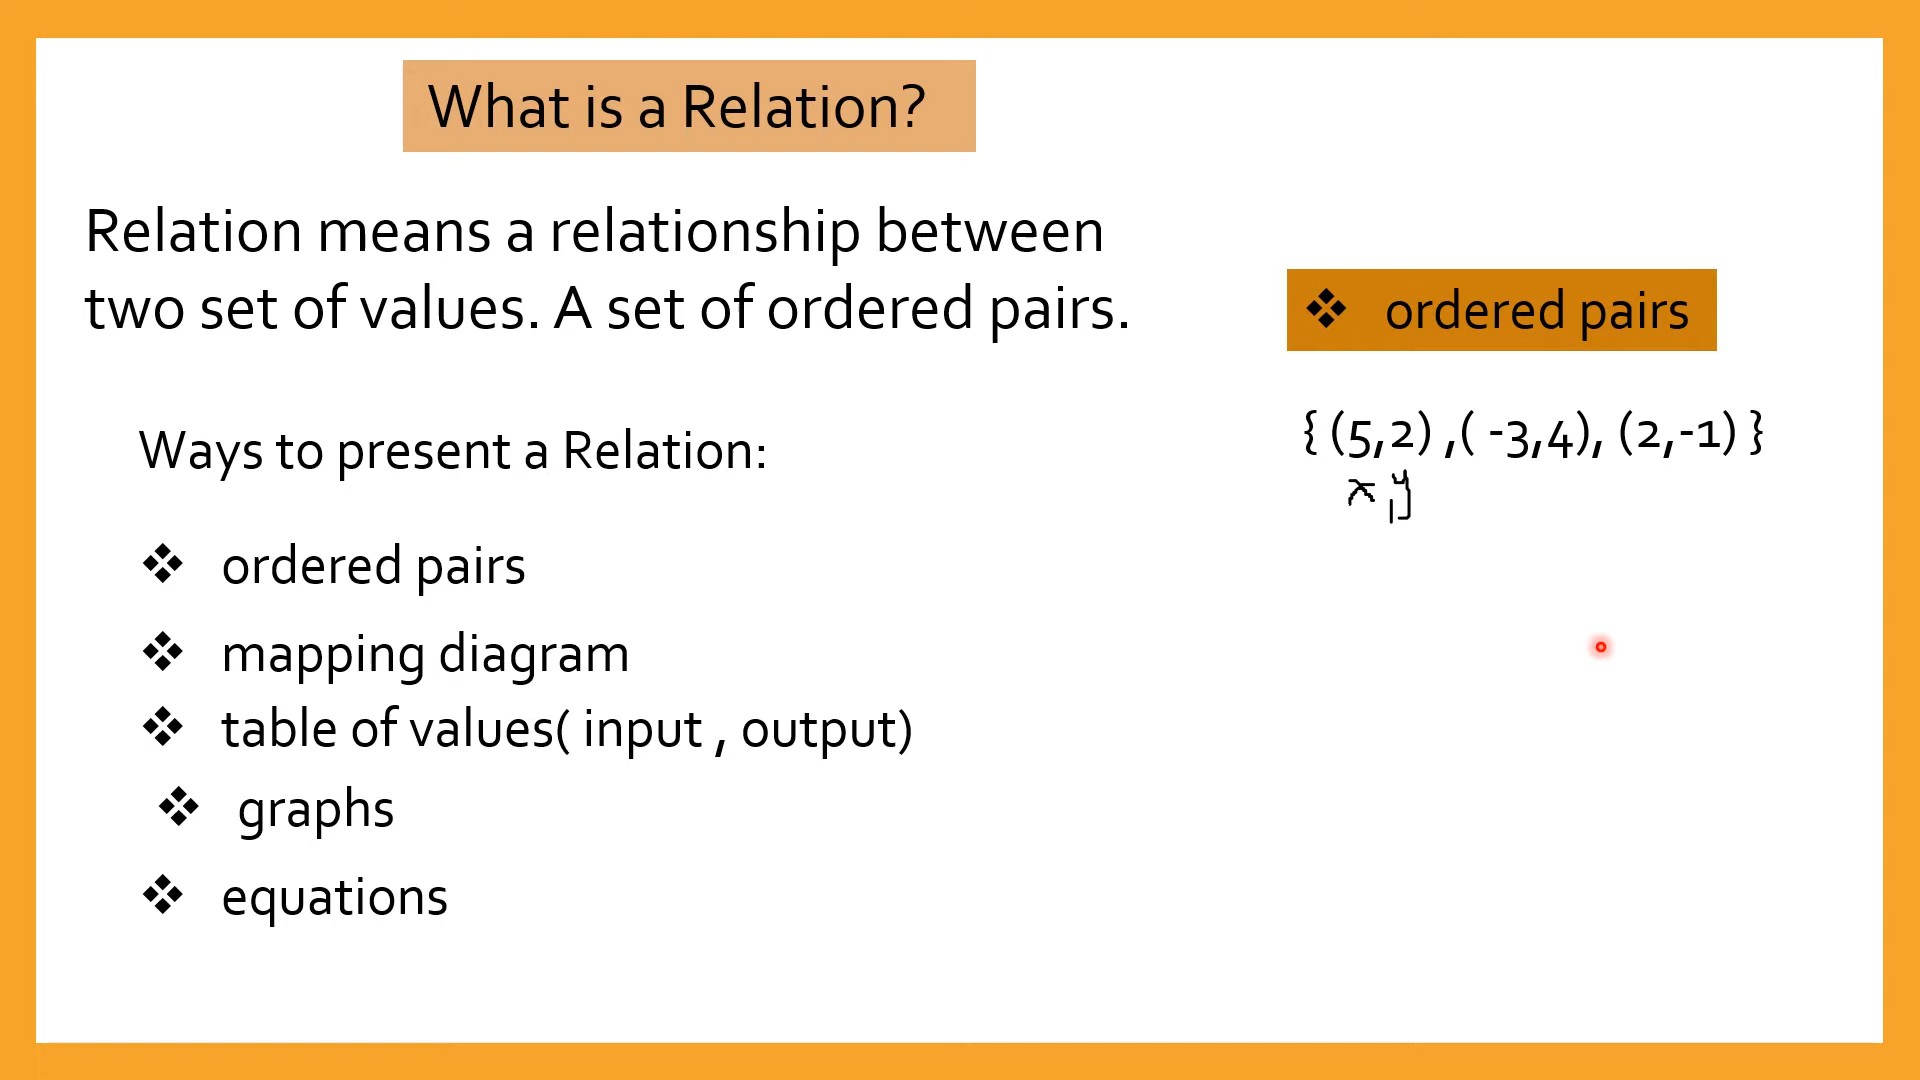 What is a Relation?
Relation means a relationship between
two set of values. A set of ordered pairs.
Ways to present a Relation:
❖ ordered pairs
❖ mapping diagram
❖ table of values( input , output)
❖ graphs
❖ equations
❖ ordered pairs
{ (5,2) ,( -3,4), (2,-1) }
x y